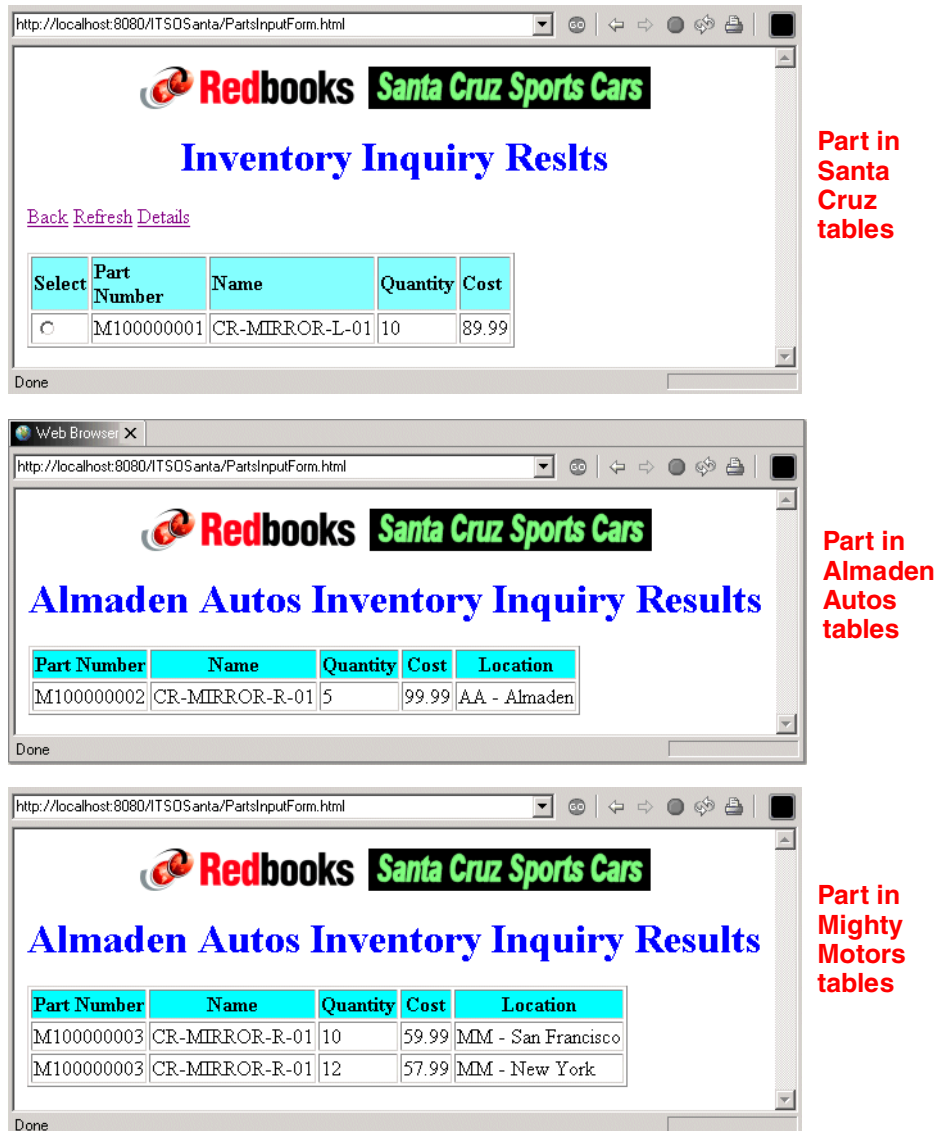 http://localhost:8080/ITSOSanta/PartsInputForm.html GO
Redbooks Santa Cruz Sports Cars
Inventory Inquiry Reslts
Back Refresh Details
Select Part Number Name Quantity Cost
M100000001 CR-MIRROR-L-01 10 89.99
Done
Part in
Santa
Cruz
tables
Web Browser
http://localhost:8080/ITSOSanta/PartsInputForm.html GO
Redbooks Santa Cruz Sports Cars
Almaden Autos Inventory Inquiry Results
Part Number Name Quantity Cost Location
M100000002 CR-MIRROR-R-01 5 99.99 AA - Almaden
Done
Part in
Almaden
Autos
tables
http://localhost:8080/ITSOSanta/PartsInputForm.html GO
Redbooks Santa Cruz Sports Cars
Almaden Autos Inventory Inquiry Results
Part Number Name Quantity Cost Location
M100000003 CR-MIRROR-R-01 10 59.99 MM - San Francisco
M100000003 CR-MIRROR-R-01 12 57.99 MM - New York
Done
Part in
Mighty
Motors
tables